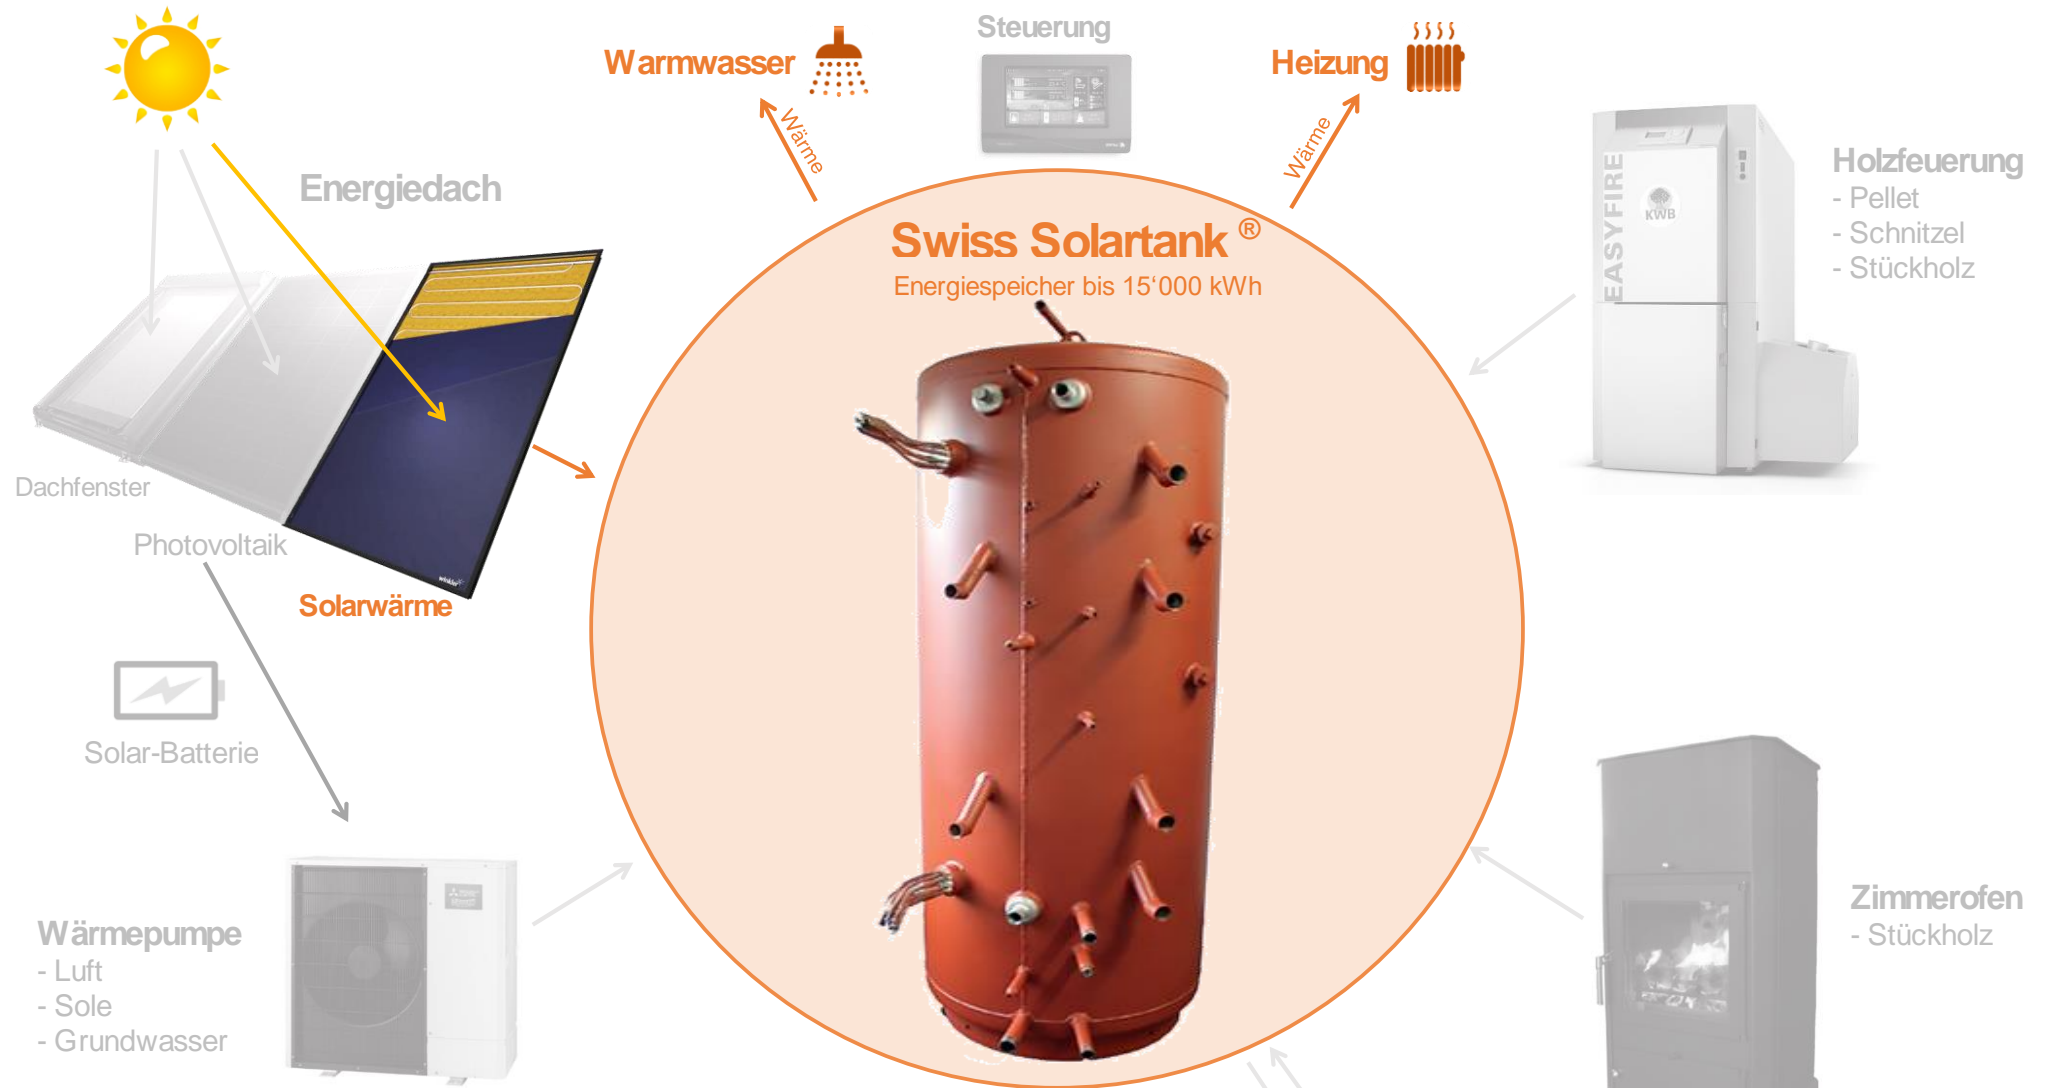 Steuerung
Warmwasser
Heizung
Wärme
Wärme
Energiedach
Swiss Solartank ®
Energiespeicher bis 15‘000 kWh
EASYFIRE
KWB
Holzfeuerung
- Pellet
- Schnitzel
- Stückholz
Dachfenster
Photovoltaik
winkler
Solarwärme
Solar-Batterie
Wärmepumpe
- Luft
- Sole
- Grundwasser
Zimmerofen
- Stückholz